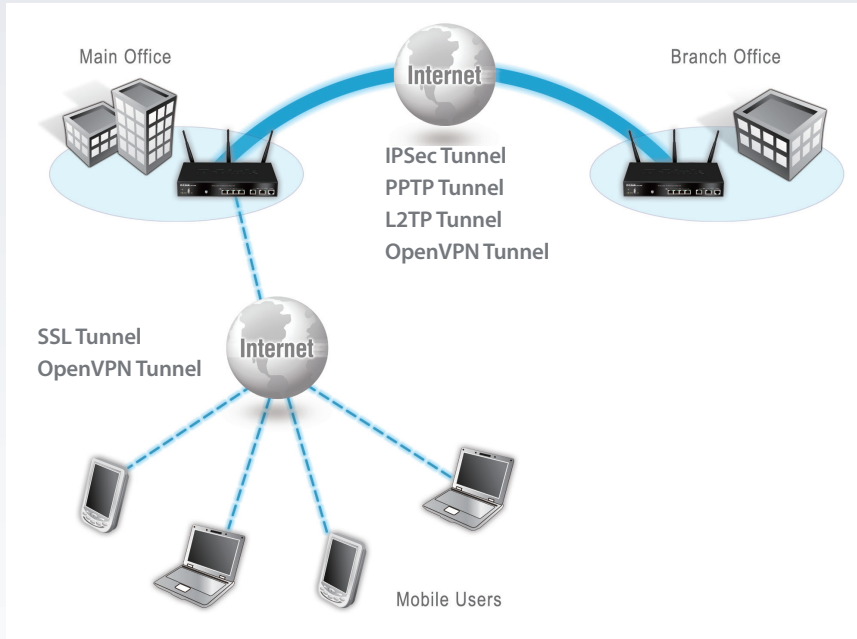 Main Office
Internet
Branch Office
IPSec Tunnel
PPTP Tunnel
L2TP Tunnel
OpenVPN Tunnel
SSL Tunnel
OpenVPN Tunnel
Internet
Mobile Users